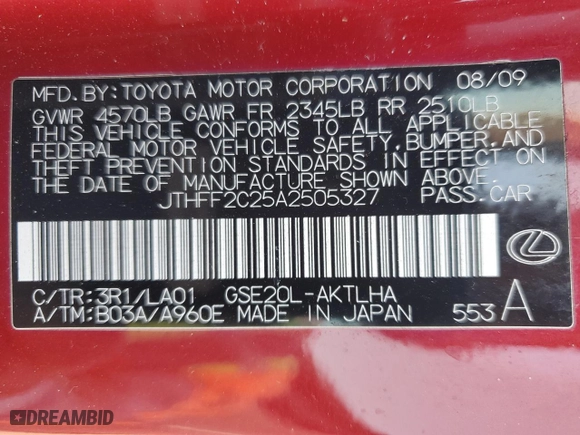 MFD. BY: TOYOTA MOTOR CORPORATION 08/09
GVWR 4570LB GAWR FR 2345LB RR 2510LB
THIS VEHICLE CONFORMS TO ALL APPLICABLE
FEDERAL MOTOR VEHICLE SAFETY, BUMPER, AND
THEFT PREVENTION STANDARDS IN EFFECT ON
THE DATE OF MANUFACTURE SHOWN ABOVE.
JTHFF2C25A2505327 PASS. CAR
C/TR: 3R1/LA01 GSE20L-AKTLHA
A/TM: B03A/A960E MADE IN JAPAN 553 A
DREAMBID